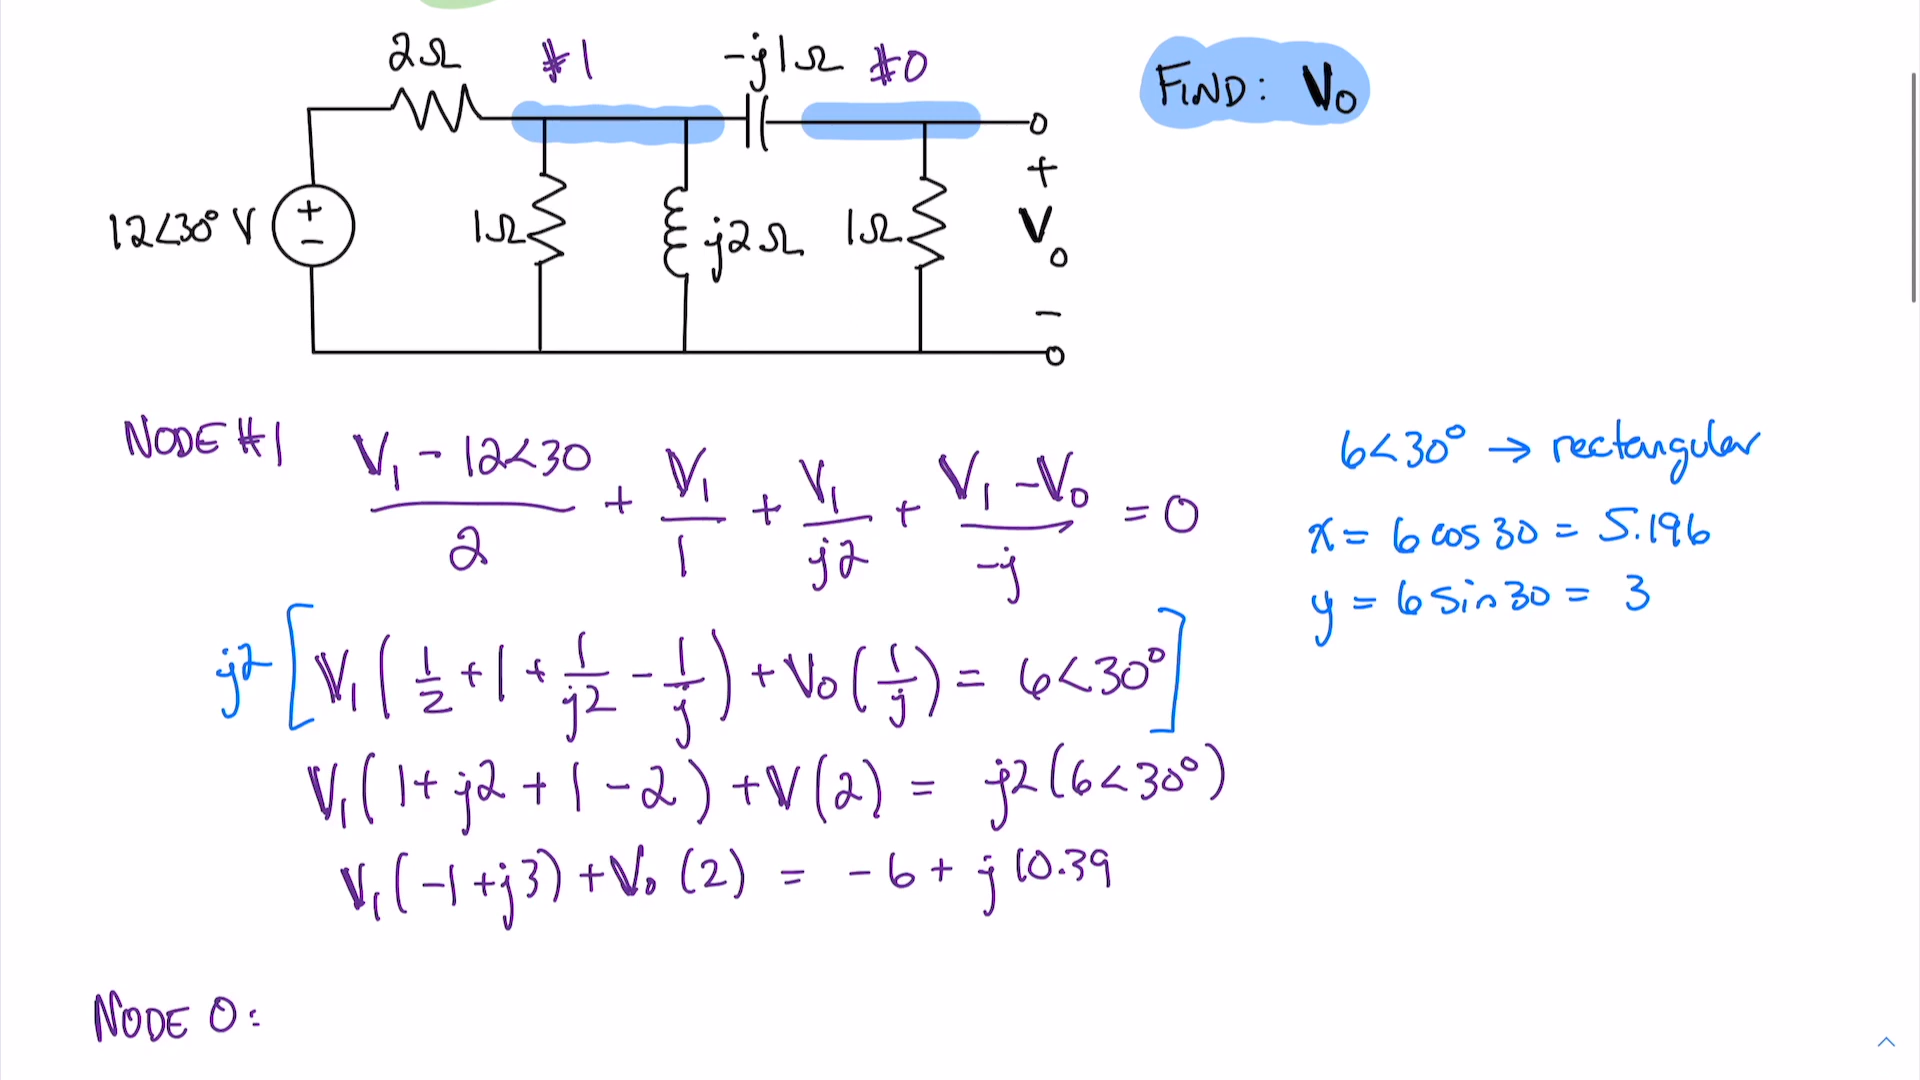 2Ω #1 -j1Ω #0 FIND: V₀
12<30° V + - 1Ω j2Ω 1Ω + V₀ -
NODE #1 (V₁ - 12<30)/2 + V₁/1 + V₁/j2 + (V₁ - V₀)/-j = 0
6<30° → rectangular
x = 6 cos 30 = 5.196
y = 6 sin 30 = 3
j2 [V₁(1/2 + 1 + 1/j2 - 1/j) + V₀(1/j) = 6<30°]
V₁(1 + j2 + 1 - 2) + V(2) = j2(6<30°)
V₁(-1 + j3) + V₀(2) = -6 + j10.39
NODE 0: